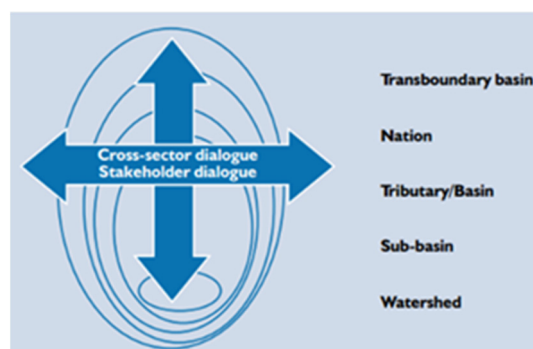 Transboundary basin
Nation
Cross-sector dialogue
Stakeholder dialogue
Tributary/Basin
Sub-basin
Watershed